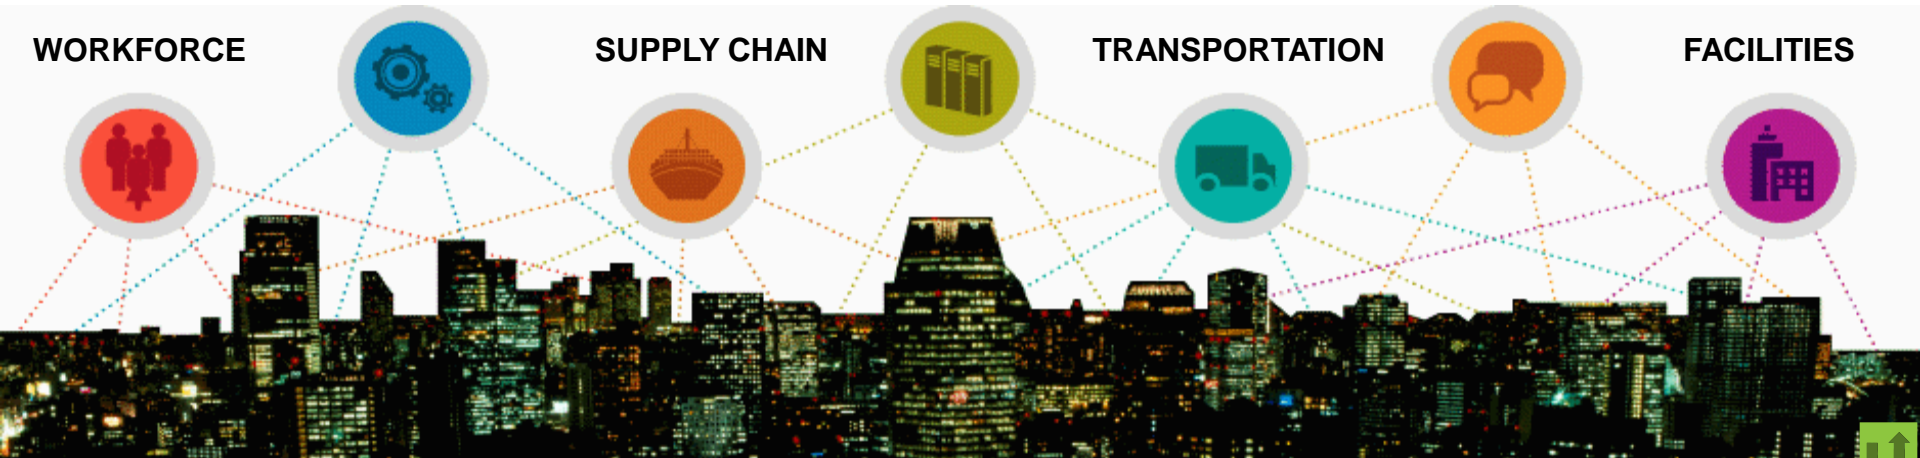 WORKFORCE
SUPPLY CHAIN
TRANSPORTATION
FACILITIES